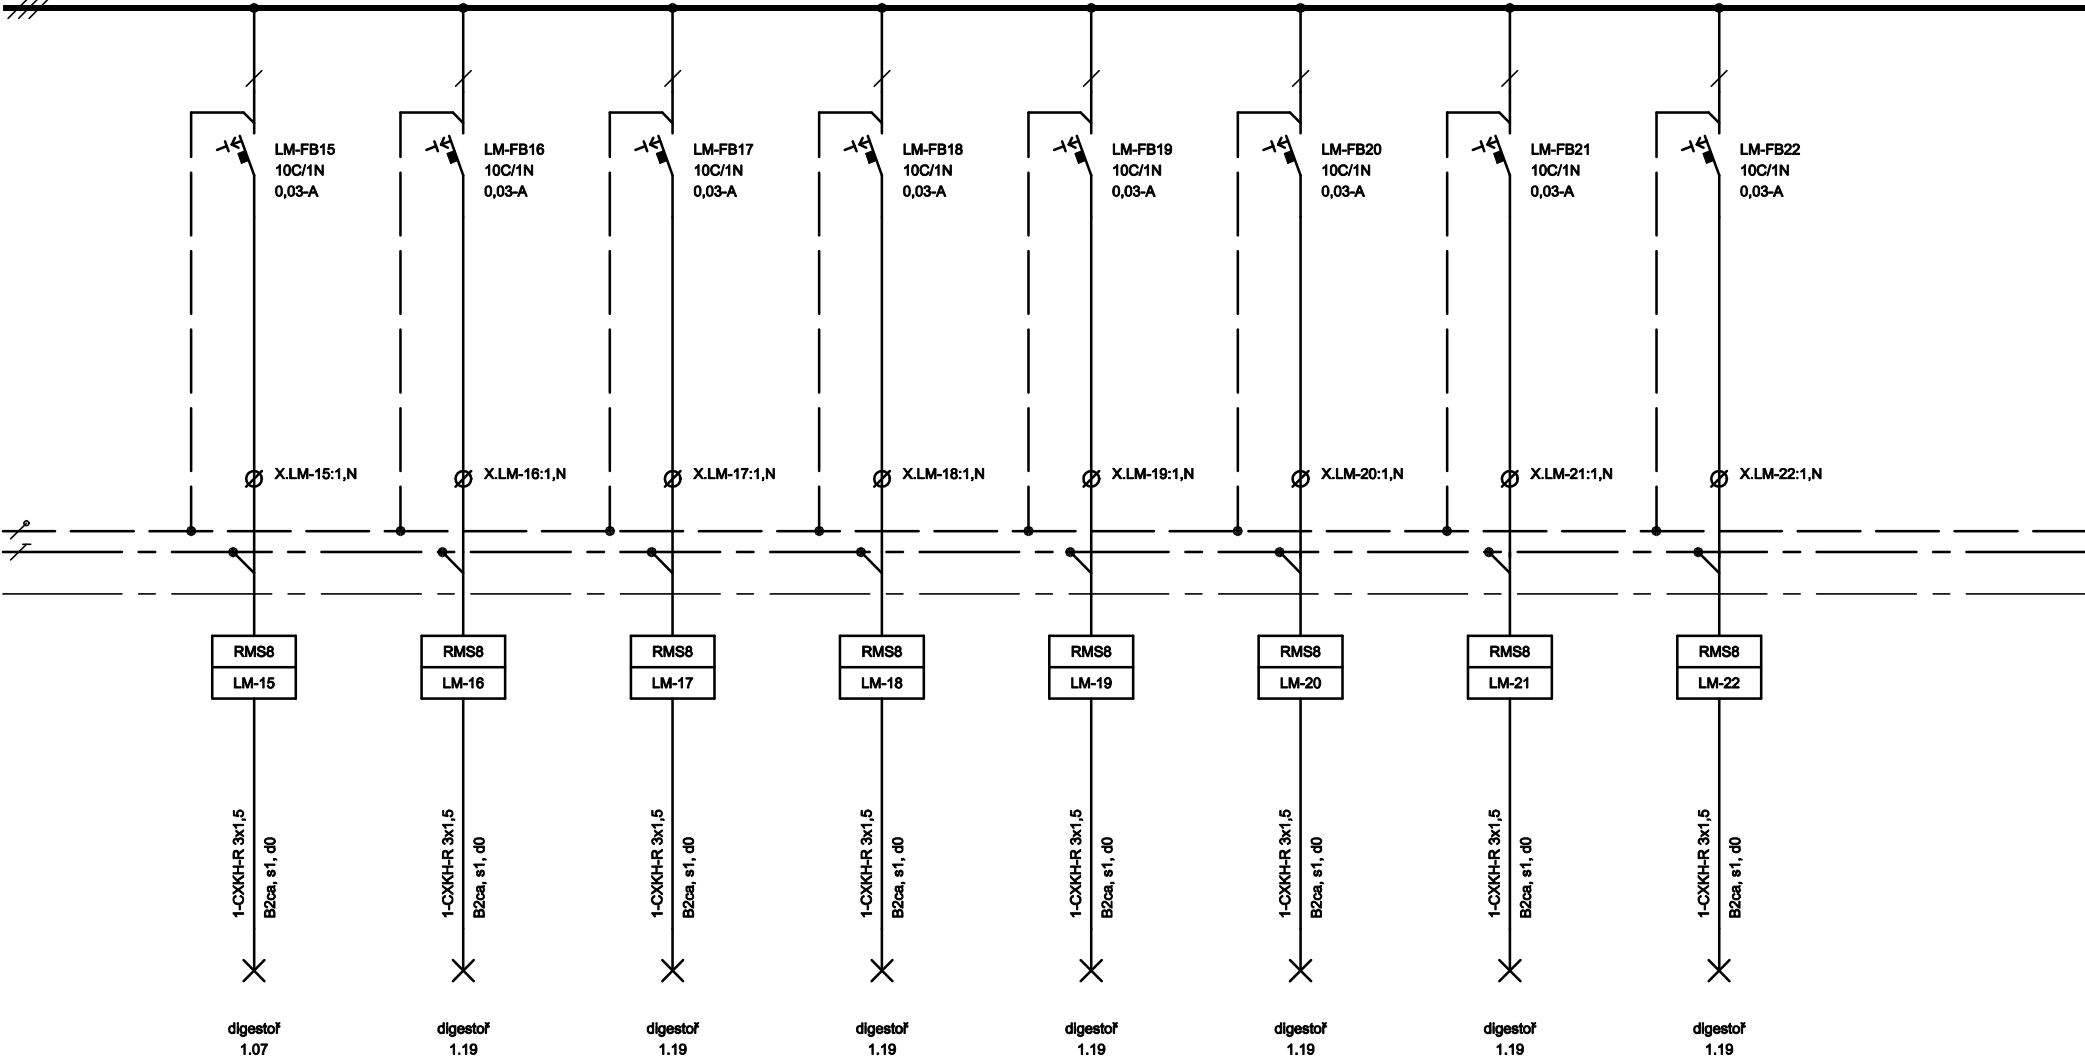 LM-FB15
10C/1N
0,03-A
LM-FB16
10C/1N
0,03-A
LM-FB17
10C/1N
0,03-A
LM-FB18
10C/1N
0,03-A
LM-FB19
10C/1N
0,03-A
LM-FB20
10C/1N
0,03-A
LM-FB21
10C/1N
0,03-A
LM-FB22
10C/1N
0,03-A
X.LM-15:1,N
X.LM-16:1,N
X.LM-17:1,N
X.LM-18:1,N
X.LM-19:1,N
X.LM-20:1,N
X.LM-21:1,N
X.LM-22:1,N
RMS8
LM-15
RMS8
LM-16
RMS8
LM-17
RMS8
LM-18
RMS8
LM-19
RMS8
LM-20
RMS8
LM-21
RMS8
LM-22
1-CXKH-R 3x1,5
B2ca, s1, d0
1-CXKH-R 3x1,5
B2ca, s1, d0
1-CXKH-R 3x1,5
B2ca, s1, d0
1-CXKH-R 3x1,5
B2ca, s1, d0
1-CXKH-R 3x1,5
B2ca, s1, d0
1-CXKH-R 3x1,5
B2ca, s1, d0
1-CXKH-R 3x1,5
B2ca, s1, d0
1-CXKH-R 3x1,5
B2ca, s1, d0
digestoř
1.07
digestoř
1.19
digestoř
1.19
digestoř
1.19
digestoř
1.19
digestoř
1.19
digestoř
1.19
digestoř
1.19